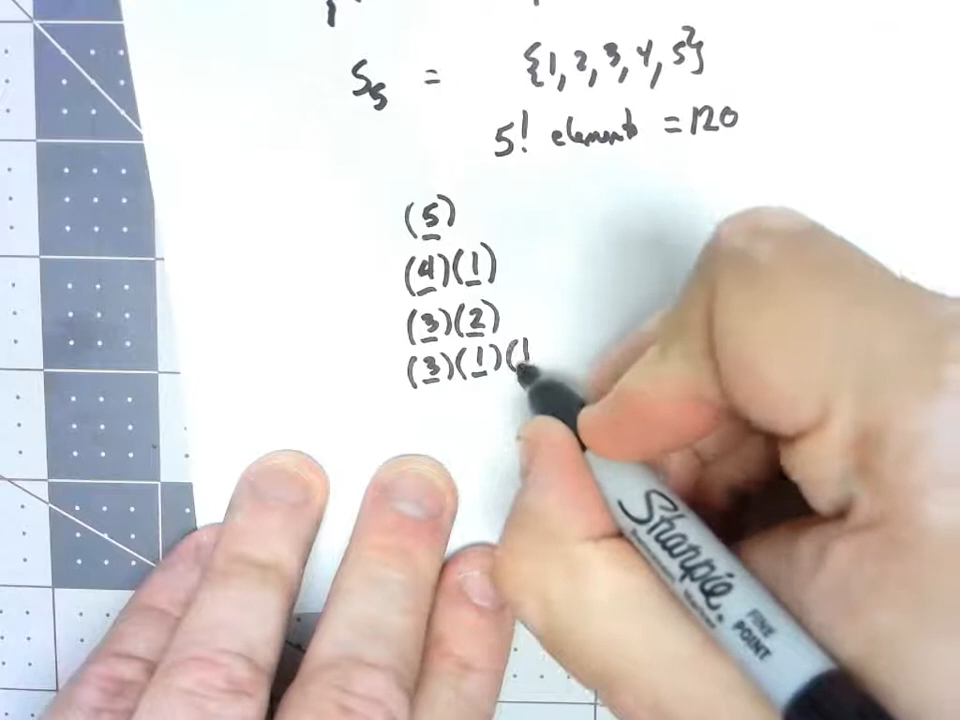 S₅ = {1, 2, 3, 4, 5}
5! elements = 120
(5)
(4)(1)
(3)(2)
(3)(1)(1
Sharpie.
FINE
POINT